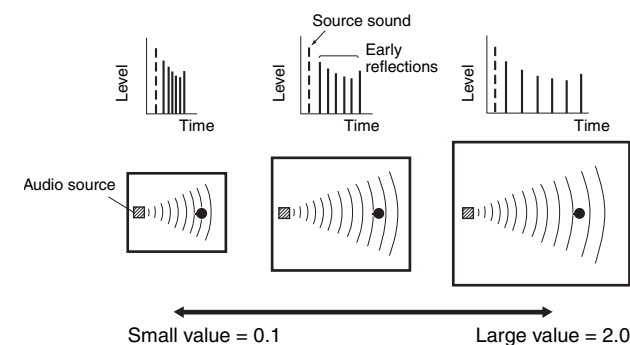 Source sound
Early
reflections
Level
Time
Level
Time
Level
Time
Audio source
Small value = 0.1
Large value = 2.0